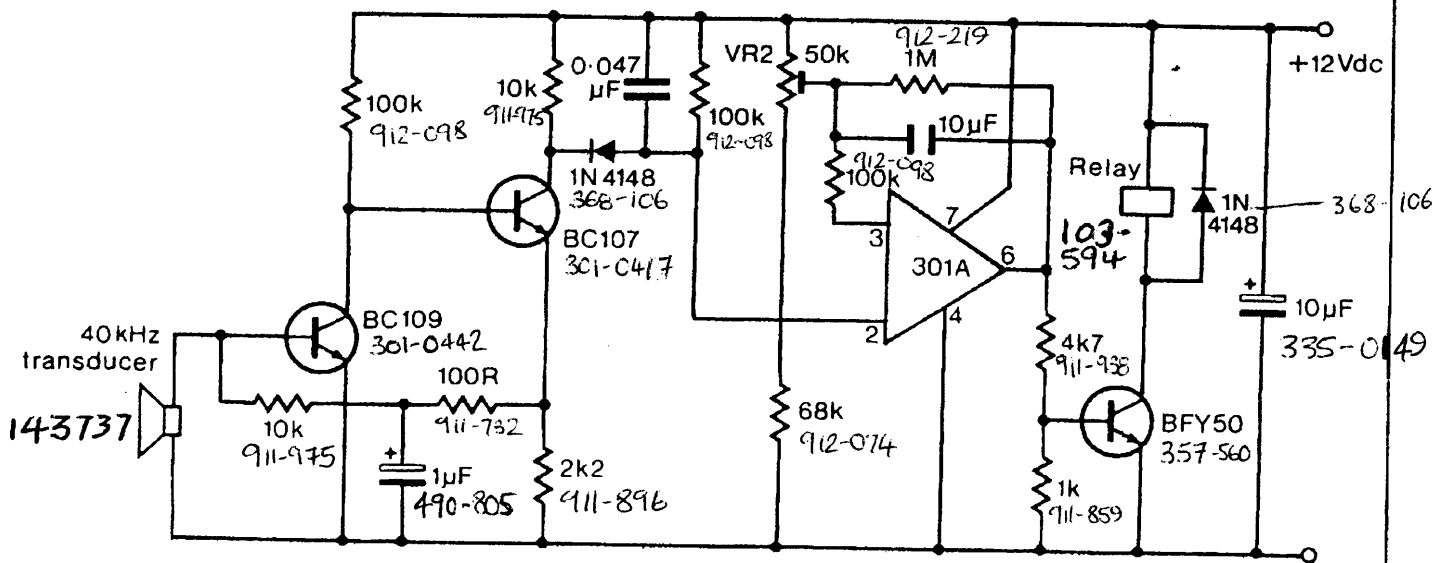 912-219
VR2
50k
1M
+12Vdc
0·047
µF
10k
911-975
100k
912-098
100k
912-098
10µF
912-098
100k
1N 4148
368-106
Relay
1N
4148
368-106
103-
594
7
3
301A
6
BC107
301-0417
2
4
10µF
335-0149
40kHz
transducer
BC109
301-0442
4k7
911-938
100R
911-732
143737
10k
911-975
68k
912-074
BFY50
357-560
1µF
490-805
2k2
911-896
1k
911-859
+
+